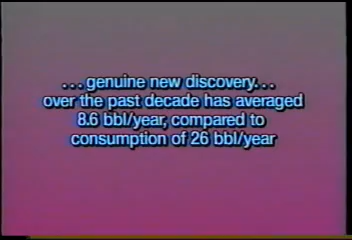 ...genuine new discovery...
over the past decade has averaged
8.6 bbl/year, compared to
consumption of 26 bbl/year